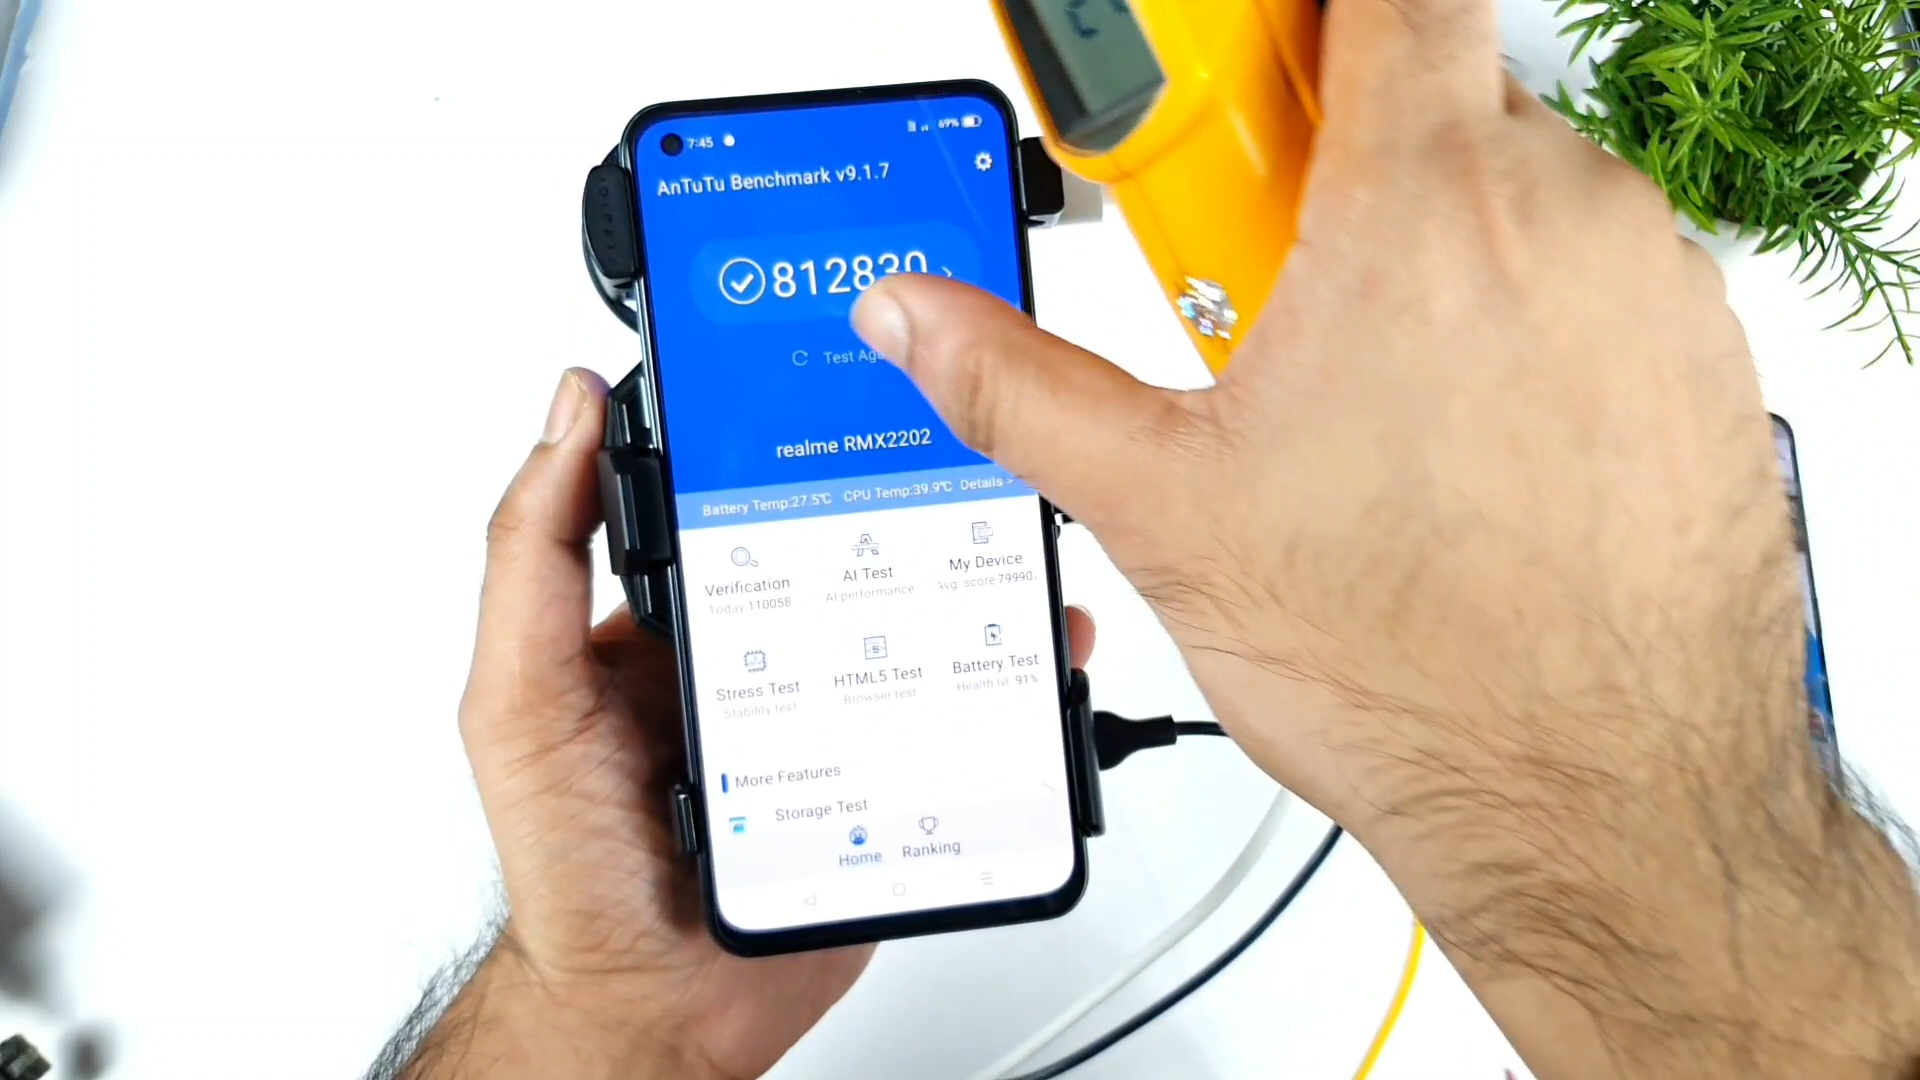 7:45
69%
AnTuTu Benchmark v9.1.7
812830
Test Aga
realme RMX2202
Battery Temp:27.5℃ CPU Temp:39.9℃ Details >
Verification
Today 110058
AI Test
AI performance
My Device
Avg. score 79990
Stress Test
Stability test
HTML5 Test
Browser test
Battery Test
Health lvl 91%
More Features
Storage Test
Home
Ranking